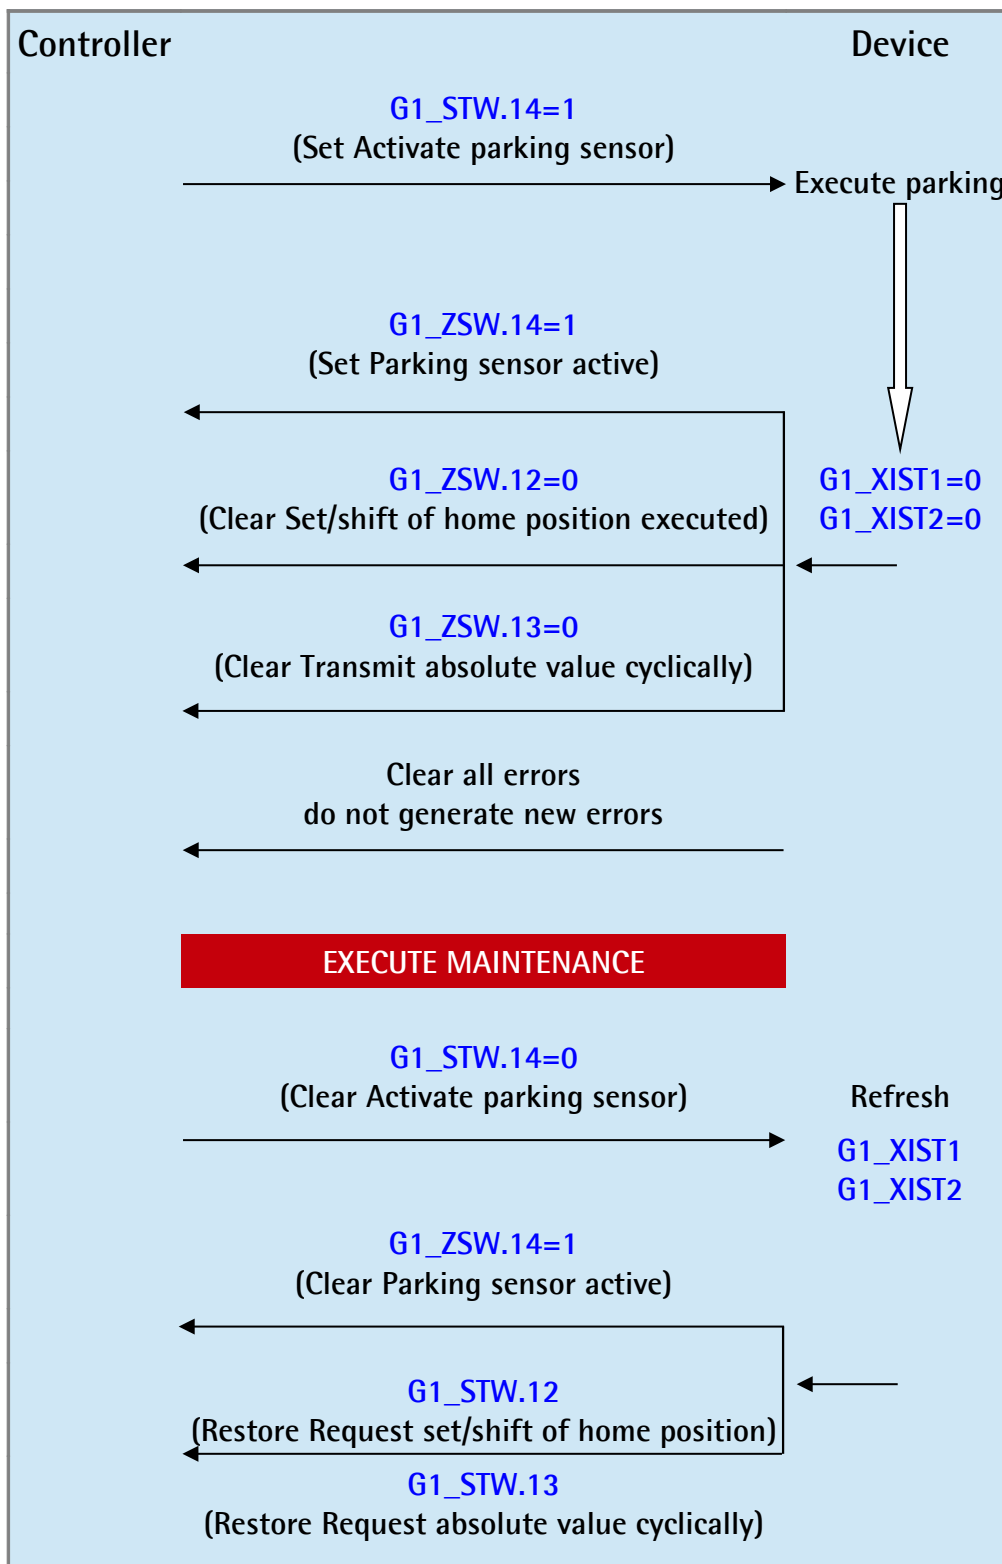 Controller
Device
G1_STW.14=1
(Set Activate parking sensor)
Execute parking
G1_ZSW.14=1
(Set Parking sensor active)
G1_ZSW.12=0
(Clear Set/shift of home position executed)
G1_XIST1=0
G1_XIST2=0
G1_ZSW.13=0
(Clear Transmit absolute value cyclically)
Clear all errors
do not generate new errors
EXECUTE MAINTENANCE
G1_STW.14=0
(Clear Activate parking sensor)
Refresh
G1_XIST1
G1_XIST2
G1_ZSW.14=1
(Clear Parking sensor active)
G1_STW.12
(Restore Request set/shift of home position)
G1_STW.13
(Restore Request absolute value cyclically)